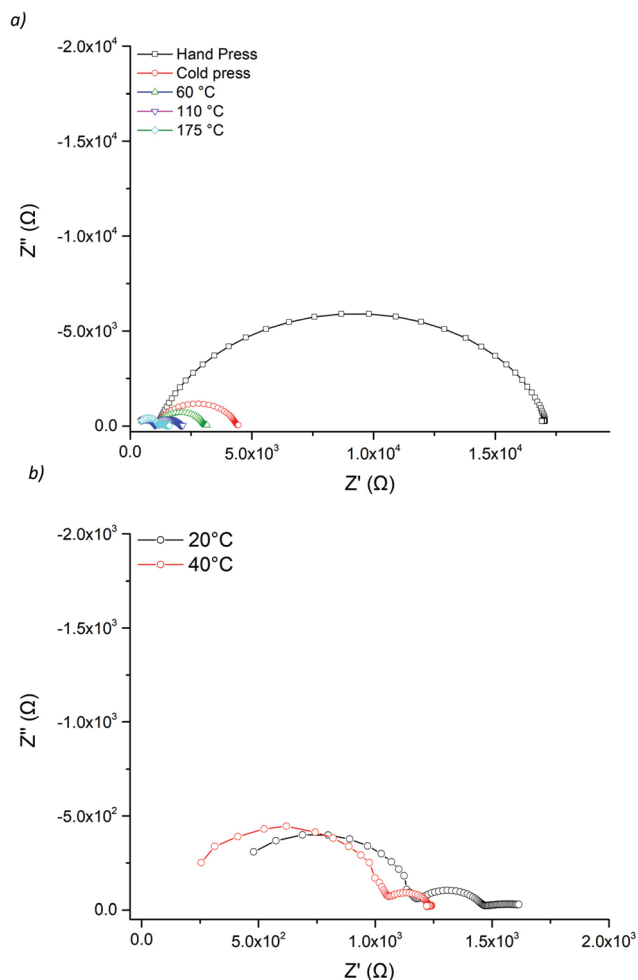 a)
-2.0x10⁴
-1.5x10⁴
-1.0x10⁴
-5.0x10³
0.0
Z'' (Ω)
Hand Press
Cold press
60 °C
110 °C
175 °C
0.0
5.0x10³
1.0x10⁴
1.5x10⁴
Z' (Ω)
b)
-2.0x10³
-1.5x10³
-1.0x10³
-5.0x10²
0.0
Z'' (Ω)
20°C
40°C
0.0
5.0x10²
1.0x10³
1.5x10³
2.0x10³
Z' (Ω)